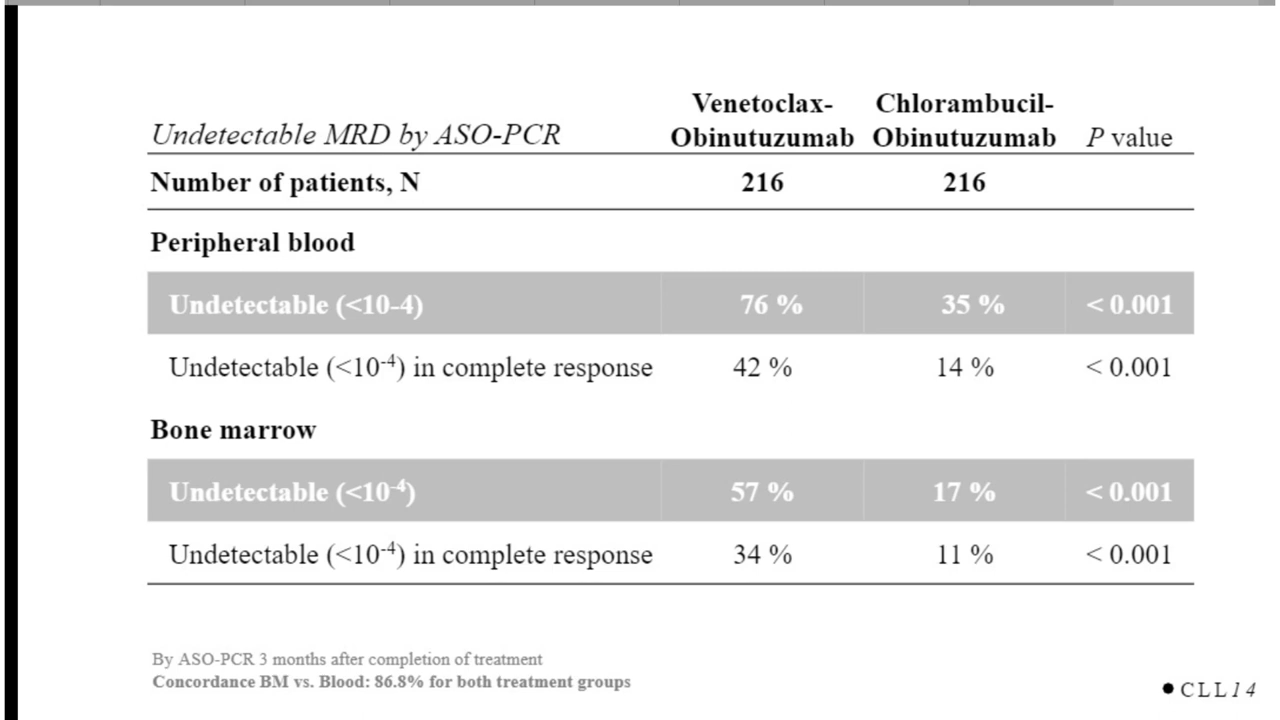 Venetoclax- Chlorambucil-
Undetectable MRD by ASO-PCR Obinutuzumab Obinutuzumab P value
Number of patients, N 216 216
Peripheral blood
Undetectable (<10-4) 76 % 35 % < 0.001
Undetectable (<10⁻⁴) in complete response 42 % 14 % < 0.001
Bone marrow
Undetectable (<10⁻⁴) 57 % 17 % < 0.001
Undetectable (<10⁻⁴) in complete response 34 % 11 % < 0.001
By ASO-PCR 3 months after completion of treatment
Concordance BM vs. Blood: 86.8% for both treatment groups
● CLL14